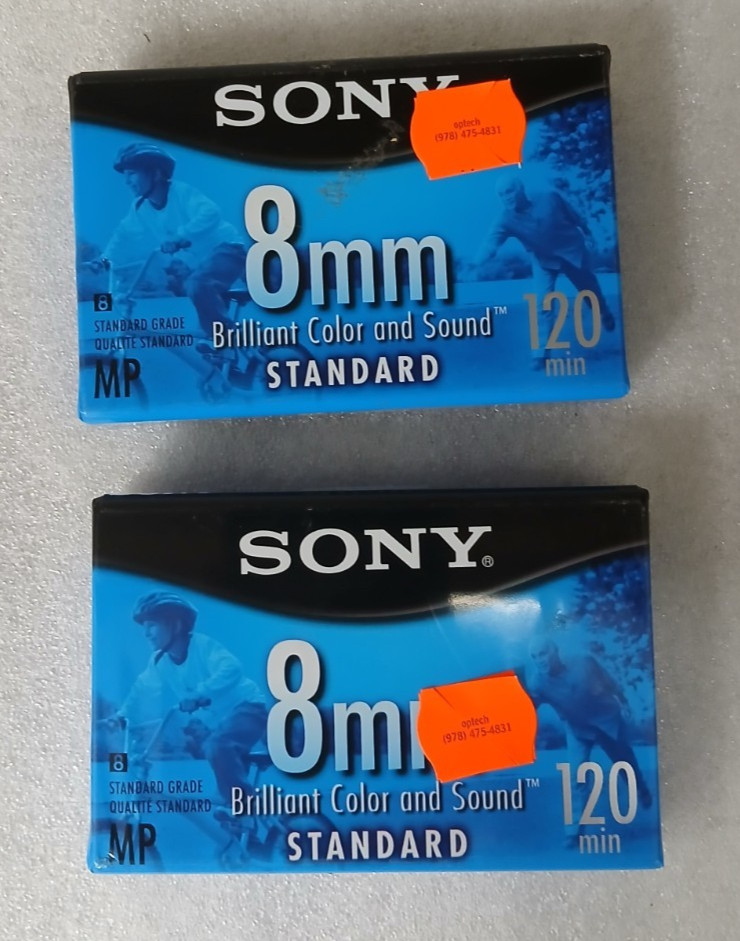 SONY
optech
(978) 475-4831
8mm
8
STANDARD GRADE
QUALITÉ STANDARD
MP
Brilliant Color and Sound™
STANDARD
120
min
SONY®
8m
optech
(978) 475-4831
8
STANDARD GRADE
QUALITÉ STANDARD
MP
Brilliant Color and Sound™
STANDARD
120
min